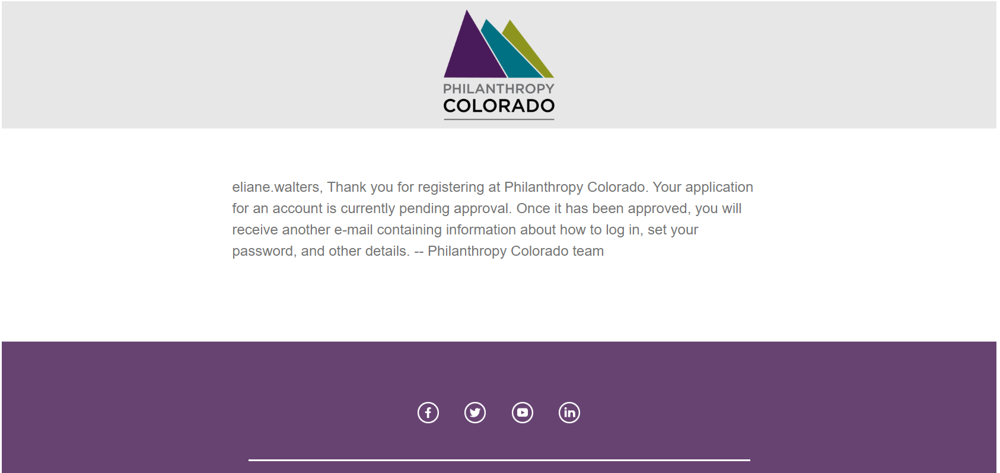 PHILANTHROPY
COLORADO
eliane.walters, Thank you for registering at Philanthropy Colorado. Your application
for an account is currently pending approval. Once it has been approved, you will
receive another e-mail containing information about how to log in, set your
password, and other details. -- Philanthropy Colorado team